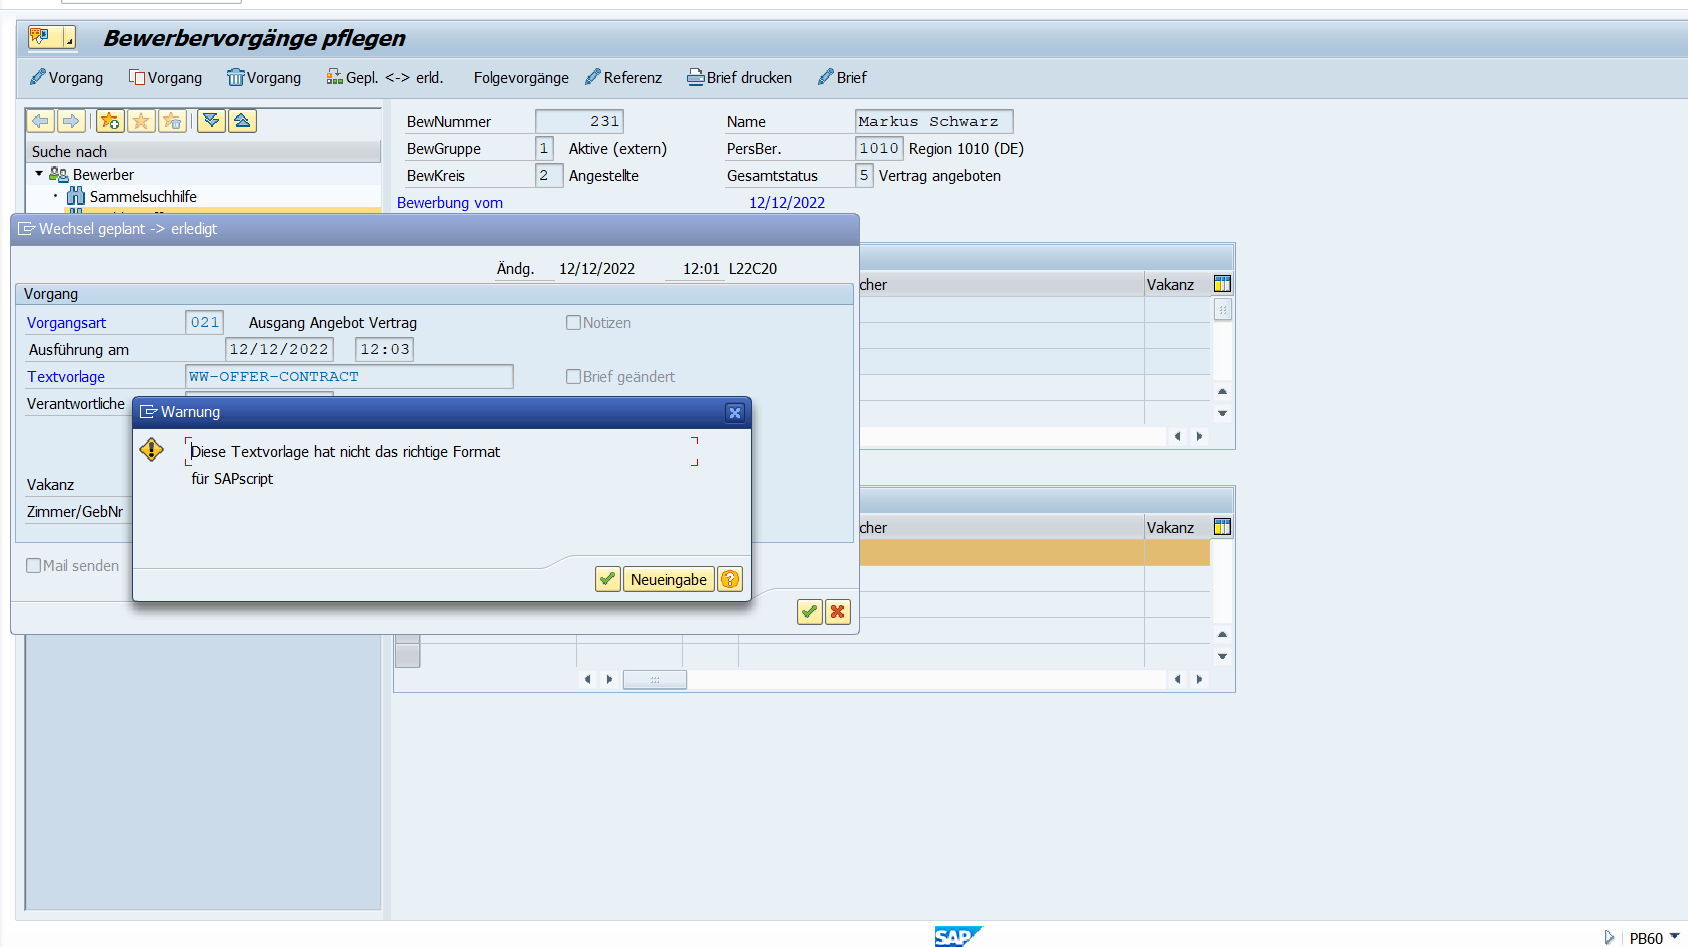 Bewerbervorgänge pflegen
Vorgang Vorgang Vorgang Gepl. <-> erld. Folgevorgänge Referenz Brief drucken Brief
Suche nach
Bewerber
Sammelsuchhilfe
BewNummer 231 Name Markus Schwarz
BewGruppe 1 Aktive (extern) PersBer. 1010 Region 1010 (DE)
BewKreis 2 Angestellte Gesamtstatus 5 Vertrag angeboten
Bewerbung vom 12/12/2022
Wechsel geplant -> erledigt
Ändg. 12/12/2022 12:01 L22C20
Vorgang
Vorgangsart 021 Ausgang Angebot Vertrag Notizen
Ausführung am 12/12/2022 12:03
Textvorlage WW-OFFER-CONTRACT Brief geändert
Verantwortliche
Vakanz
Zimmer/GebNr
Mail senden
Warnung
Diese Textvorlage hat nicht das richtige Format
für SAPscript
Neueingabe
cher Vakanz
cher Vakanz
SAP
PB60